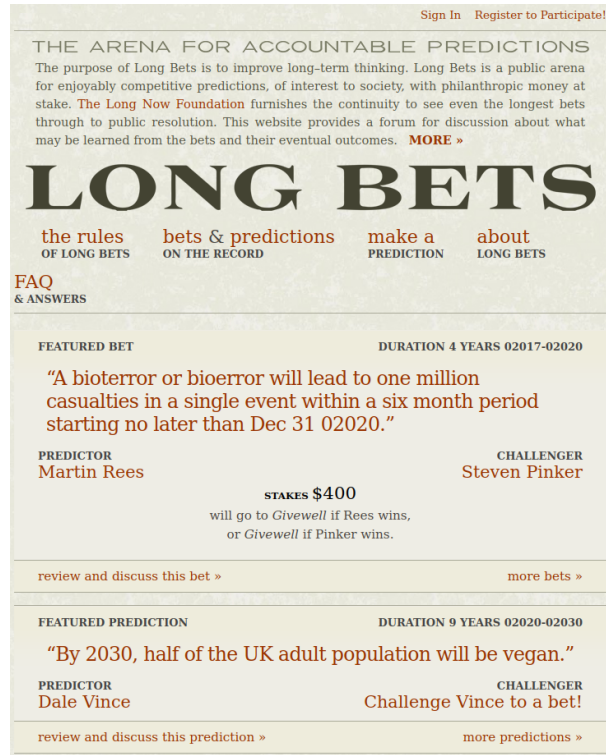 Sign In Register to Participate!
THE ARENA FOR ACCOUNTABLE PREDICTIONS
The purpose of Long Bets is to improve long–term thinking. Long Bets is a public arena
for enjoyably competitive predictions, of interest to society, with philanthropic money at
stake. The Long Now Foundation furnishes the continuity to see even the longest bets
through to public resolution. This website provides a forum for discussion about what
may be learned from the bets and their eventual outcomes. MORE »
LONG BETS
the rules bets & predictions make a about
OF LONG BETS ON THE RECORD PREDICTION LONG BETS
FAQ
& ANSWERS
FEATURED BET DURATION 4 YEARS 02017-02020
“A bioterror or bioerror will lead to one million
casualties in a single event within a six month period
starting no later than Dec 31 02020.”
PREDICTOR CHALLENGER
Martin Rees Steven Pinker
STAKES $400
will go to Givewell if Rees wins,
or Givewell if Pinker wins.
review and discuss this bet » more bets »
FEATURED PREDICTION DURATION 9 YEARS 02020-02030
“By 2030, half of the UK adult population will be vegan.”
PREDICTOR CHALLENGER
Dale Vince Challenge Vince to a bet!
review and discuss this prediction » more predictions »